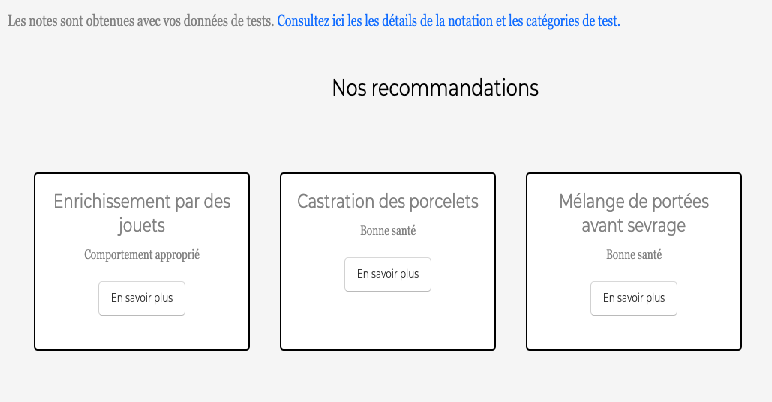 Les notes sont obtenues avec vos données de tests. Consultez ici les les détails de la notation et les catégories de test.
Nos recommandations
Enrichissement par des
jouets
Comportement approprié
En savoir plus
Castration des porcelets
Bonne santé
En savoir plus
Mélange de portées
avant sevrage
Bonne santé
En savoir plus